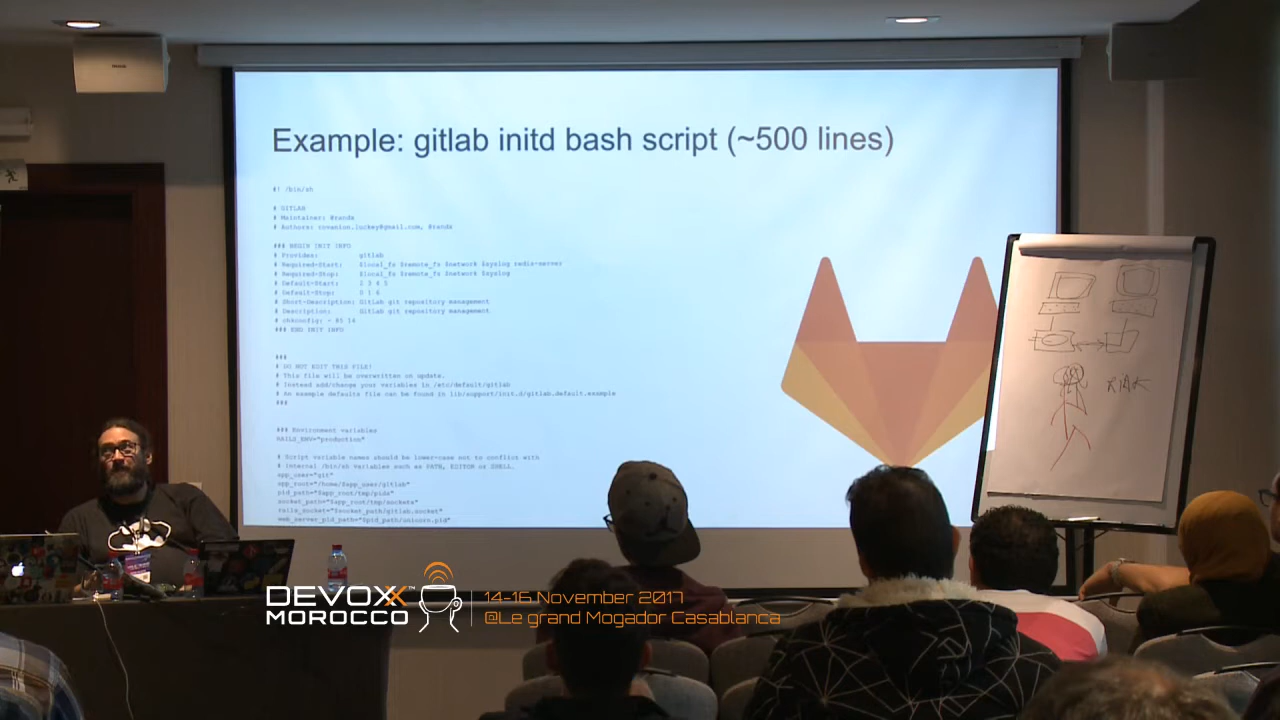 Example: gitlab initd bash script (~500 lines)
#! /bin/sh
# GITLAB
# Maintainer: @randx
# Authors: rovanion.luckey@gmail.com, @randx
### BEGIN INIT INFO
# Provides: gitlab
# Required-Start: $local_fs $remote_fs $network $syslog redis-server
# Required-Stop: $local_fs $remote_fs $network $syslog
# Default-Start: 2 3 4 5
# Default-Stop: 0 1 6
# Short-Description: GitLab git repository management
# Description: GitLab git repository management
# chkconfig: - 85 14
### END INIT INFO
###
# DO NOT EDIT THIS FILE!
# This file will be overwritten on update.
# Instead add/change your variables in /etc/default/gitlab
# An example defaults file can be found in lib/support/init.d/gitlab.default.example
###
### Environment variables
RAILS_ENV="production"
# Script variable names should be lower-case not to conflict with
# internal /bin/sh variables such as PATH, EDITOR or SHELL.
app_user="git"
app_root="/home/$app_user/gitlab"
pid_path="$app_root/tmp/pids"
socket_path="$app_root/tmp/sockets"
rails_socket="$socket_path/gitlab.socket"
web_server_pid_path="$pid_path/unicorn.pid"
RIAK
DEVOXX™
MOROCCO
14-16 November 2017
@Le grand Mogador Casablanca